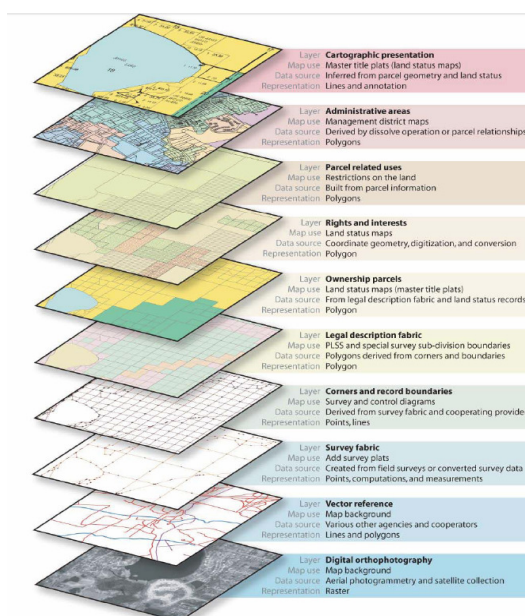 Layer Cartographic presentation
Map use Master title plats (land status maps)
Data source Inferred from parcel geometry and land status
Representation Lines and annotation
Layer Administrative areas
Map use Management district maps
Data source Derived by dissolve operation or parcel relationships
Representation Polygons
Layer Parcel related uses
Map use Restrictions on the land
Data source Built from parcel information
Representation Polygons
Layer Rights and interests
Map use Land status maps
Data source Coordinate geometry, digitization, and conversion
Representation Polygon
Layer Ownership parcels
Map use Land status maps (master title plats)
Data source From legal description fabric and land status records
Representation Polygon
Layer Legal description fabric
Map use PLSS and special survey sub-division boundaries
Data source Polygons derived from corners and boundaries
Representation Polygon
Layer Corners and record boundaries
Map use Survey and control diagrams
Data source Derived from survey fabric and cooperating provide
Representation Points, lines
Layer Survey fabric
Map use Add survey plats
Data source Created from field surveys or converted survey data
Representation Points, computations, and measurements
Layer Vector reference
Map use Map background
Data source Various other agencies and cooperators
Representation Lines and polygons
Layer Digital orthophotography
Map use Map background
Data source Aerial photogrammetry and satellite collection
Representation Raster